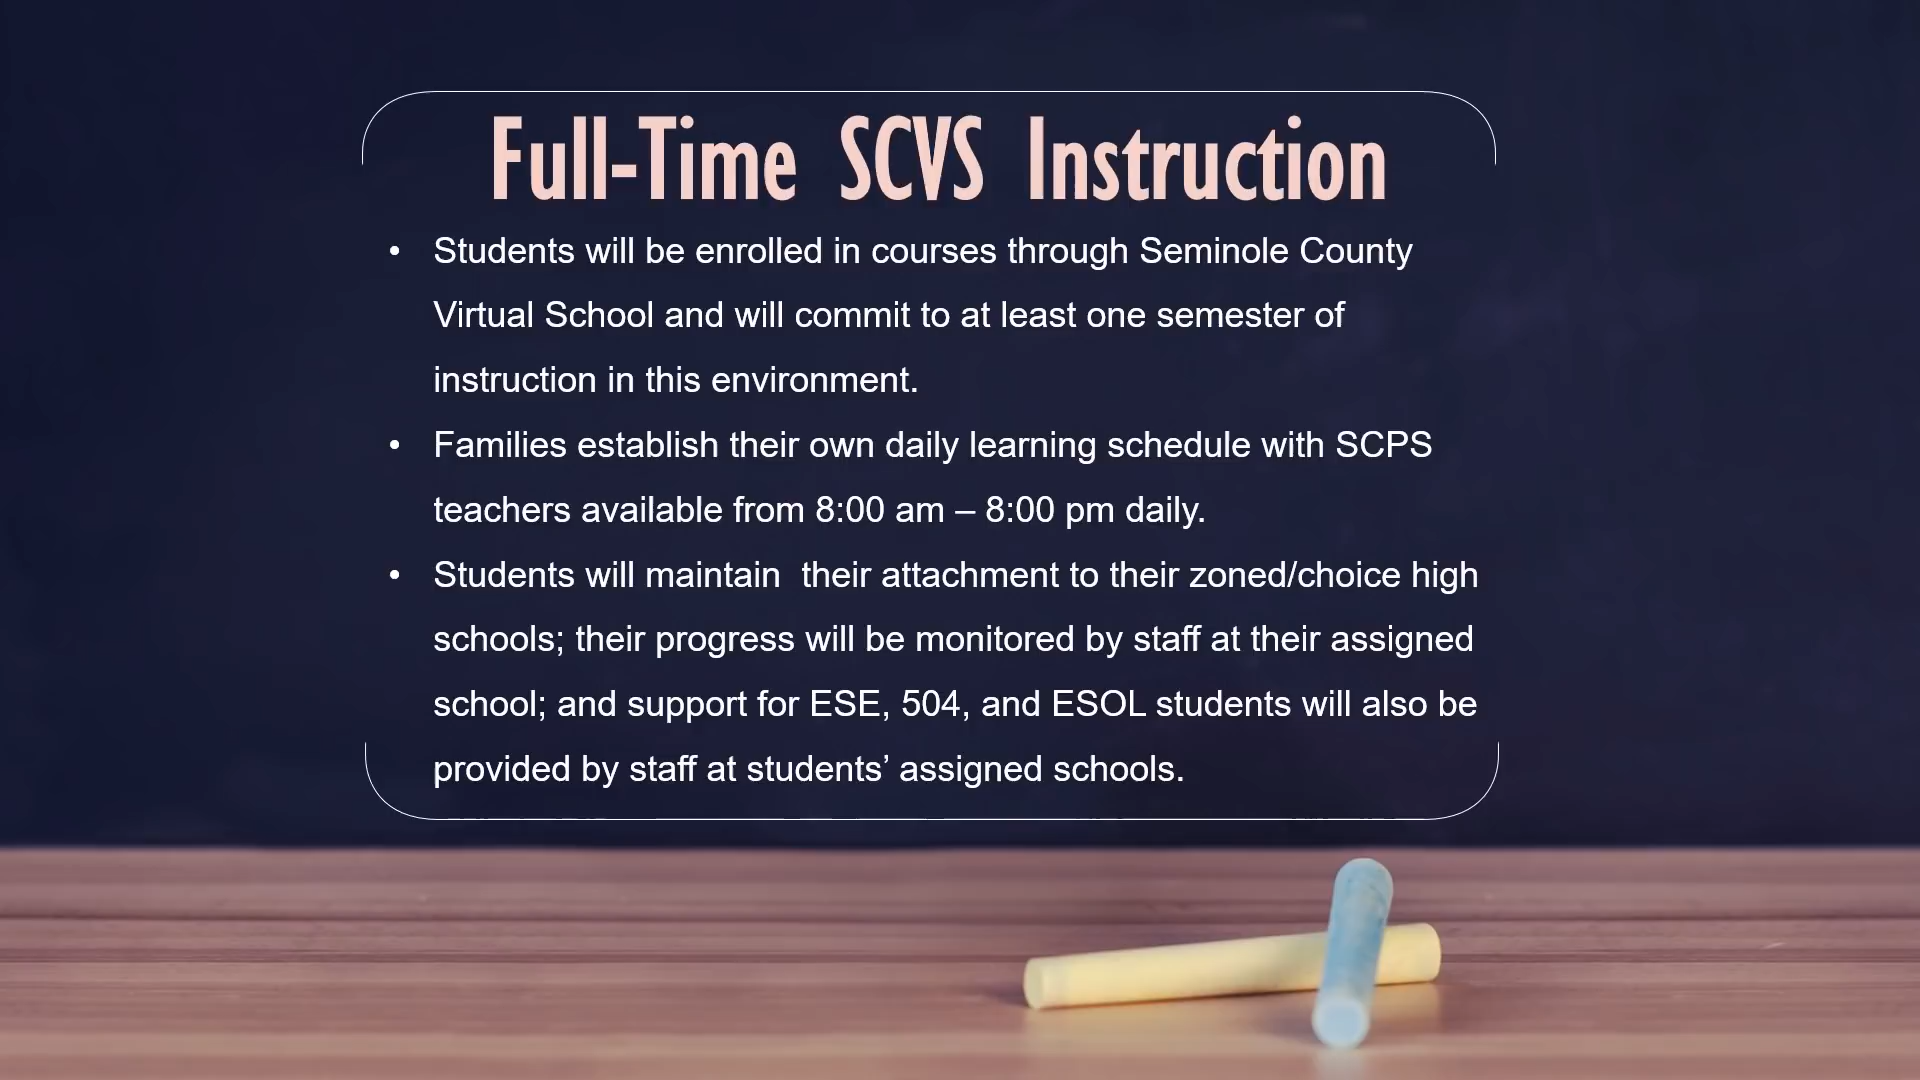 Full-Time SCVS Instruction
• Students will be enrolled in courses through Seminole County
Virtual School and will commit to at least one semester of
instruction in this environment.
• Families establish their own daily learning schedule with SCPS
teachers available from 8:00 am – 8:00 pm daily.
• Students will maintain  their attachment to their zoned/choice high
schools; their progress will be monitored by staff at their assigned
school; and support for ESE, 504, and ESOL students will also be
provided by staff at students’ assigned schools.